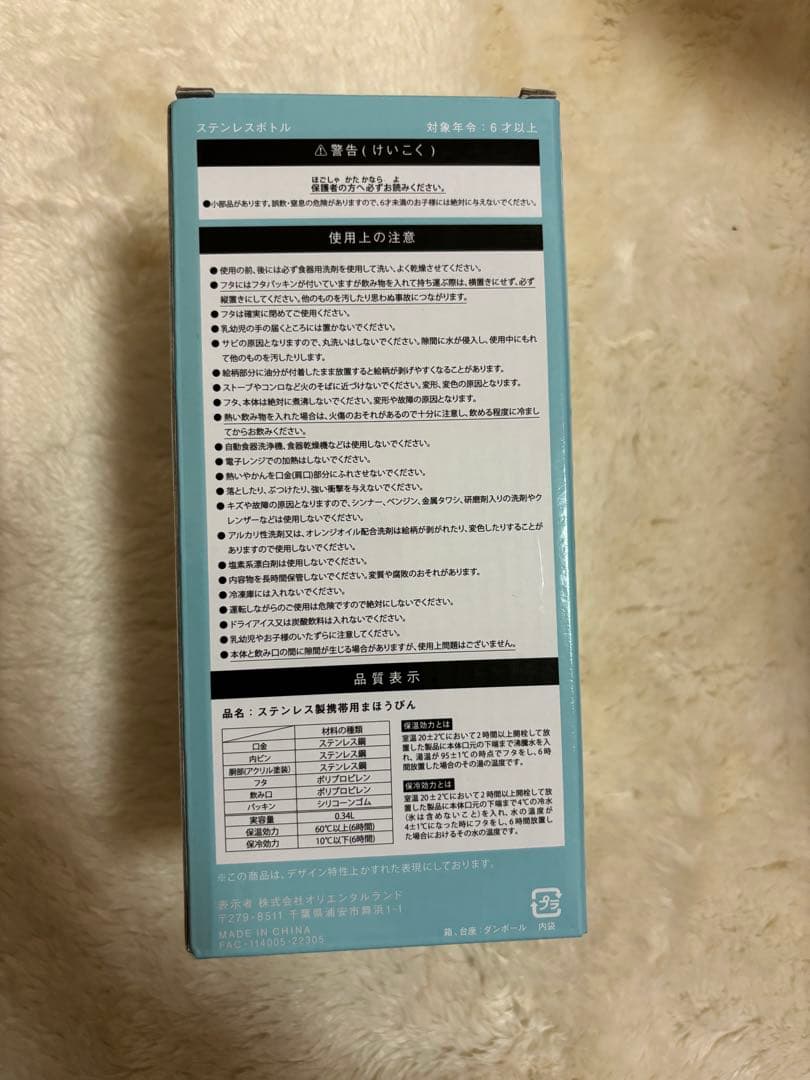 ステンレスボトル 対象年令：6才以上
⚠警告(けいこく)
ほごしゃ かた かなら よ
保護者の方へ必ずお読みください。
●小部品があります。誤飲・窒息の危険がありますので、6才未満のお子様には絶対に与えないでください。
使用上の注意
●使用の前、後には必ず食器用洗剤を使用して洗い、よく乾燥させてください。
●フタにはフタパッキンが付いていますが飲み物を入れて持ち運ぶ際は、横置きにせず、必ず
縦置きにしてください。他のものを汚したり思わぬ事故につながります。
●フタは確実に閉めてご使用ください。
●乳幼児の手の届くところには置かないでください。
●サビの原因となりますので、丸洗いはしないでください。隙間に水が侵入し、使用中にもれ
て他のものを汚したりします。
●絵柄部分に油分が付着したまま放置すると絵柄が剥げやすくなることがあります。
●ストーブやコンロなど火のそばに近づけないでください。変形、変色の原因となります。
●フタ、本体は絶対に煮沸しないでください。変形や故障の原因となります。
●熱い飲み物を入れた場合は、火傷のおそれがあるので十分に注意し、飲める程度に冷まし
てからお飲みください。
●自動食器洗浄機、食器乾燥機などは使用しないでください。
●電子レンジでの加熱はしないでください。
●熱いやかんを口金(肩口)部分にふれさせないでください。
●落としたり、ぶつけたり、強い衝撃を与えないでください。
●キズや故障の原因となりますので、シンナー、ベンジン、金属タワシ、研磨剤入りの洗剤やク
レンザーなどは使用しないでください。
●アルカリ性洗剤又は、オレンジオイル配合洗剤は絵柄が剥がれたり、変色したりすることが
ありますので使用しないでください。
●塩素系漂白剤は使用しないでください。
●内容物を長時間保管しないでください。変質や腐敗のおそれがあります。
●冷凍庫には入れないでください。
●運転しながらのご使用は危険ですので絶対にしないでください。
●ドライアイス又は炭酸飲料は入れないでください。
●乳幼児やお子様のいたずらに注意してください。
●本体と飲み口の間に隙間が生じる場合がありますが、使用上問題はございません。
品質表示
品名：ステンレス製携帯用まほうびん
材料の種類
口金 ステンレス鋼
内ビン ステンレス鋼
胴部(アクリル塗装) ステンレス鋼
フタ ポリプロピレン
飲み口 ポリプロピレン
パッキン シリコーンゴム
実容量 0.34L
保温効力 60℃以上(6時間)
保冷効力 10℃以下(6時間)
保温効力とは
室温20±2℃において2時間以上開栓して放
置した製品に本体口元の下端まで沸騰水を入
れ、湯温が95±1℃の時点でフタをし、6時
間放置した場合のその湯の温度です。
保冷効力とは
室温20±2℃において2時間以上開栓して放
置した製品に本体口元の下端まで4℃の冷水
(氷は含めないこと)を入れ、水の温度が
4±1℃になった時にフタをし、6時間放置し
た場合におけるその水の温度です。
※この商品は、デザイン特性上かすれた表現にしております。
表示者 株式会社オリエンタルランド
〒279-8511 千葉県浦安市舞浜1-1
MADE IN CHINA
FAC-114005-22305
プラ
箱、台座：ダンボール 内袋